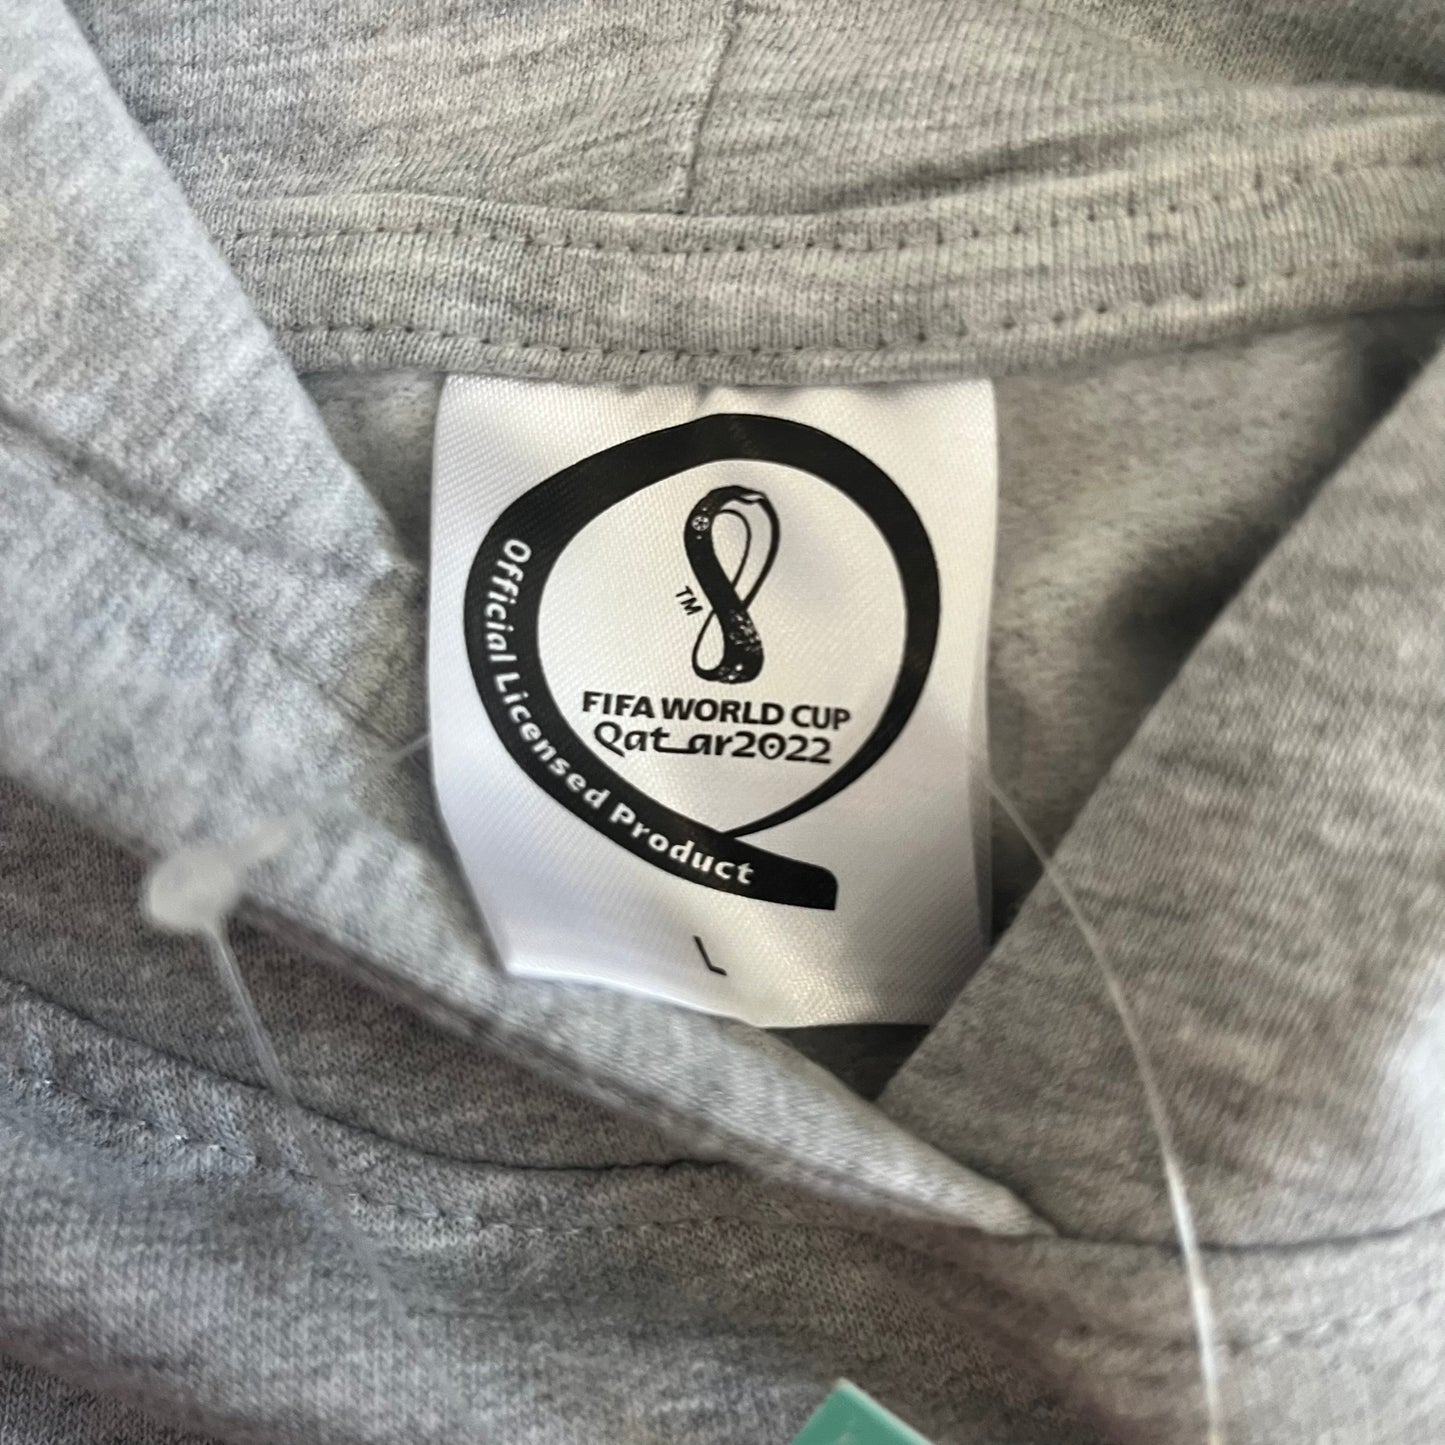 TM
FIFA WORLD CUP
Qatar2022
Official Licensed Product
L